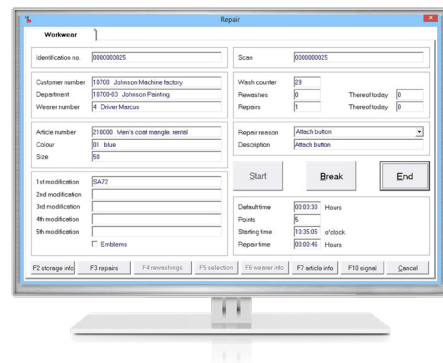 Repair
Workwear
Identification no. 0000000025
Scan 0000000025
Customer number 10700 Johnson Machine factory
Department 10700-03 Johnson Painting
Wearer number 4 Driver Marcus
Wash counter 29
Rewashes 0 Thereof today 0
Repairs 1 Thereof today 0
Article number 210000 Men's coat mangle, rental
Colour 01 blue
Size 50
Repair reason Attach button
Description Attach button
Start Break End
1st modification SA72
2nd modification
3rd modification
4th modification
5th modification
Emblems
Default time 00:03:30 Hours
Points 5
Starting time 10:35:05 o'clock
Repair time 00:00:46 Hours
F2 storage info F3 repairs F4 rewashings F5 selection F6 wearer info F7 article info F10 signal Cancel